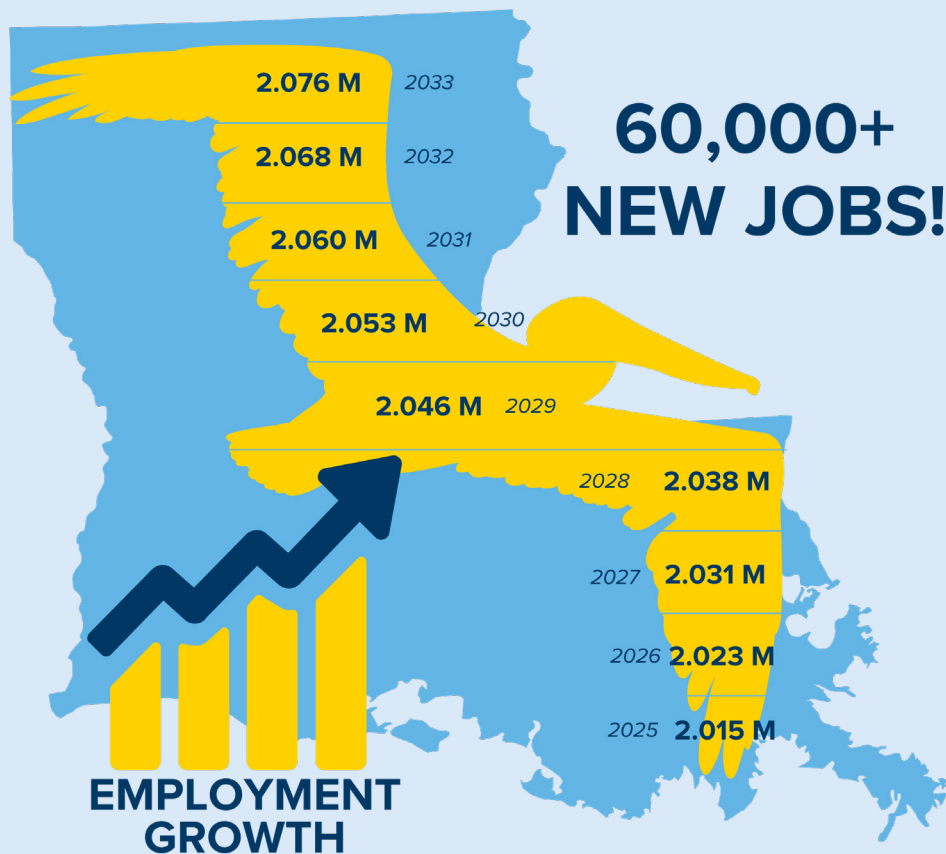 2.076 M 2033
60,000+
NEW JOBS!
2.068 M 2032
2.060 M 2031
2.053 M 2030
2.046 M 2029
2028 2.038 M
2027 2.031 M
2026 2.023 M
2025 2.015 M
EMPLOYMENT
GROWTH